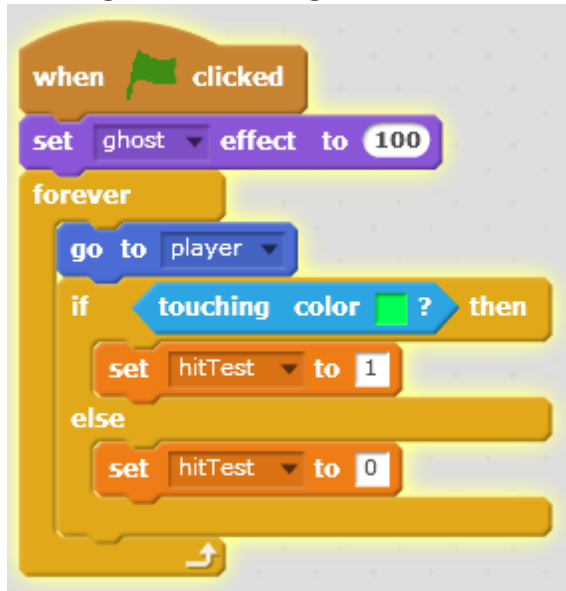 when clicked
set ghost effect to 100
forever
go to player
if touching color ? then
set hitTest to 1
else
set hitTest to 0